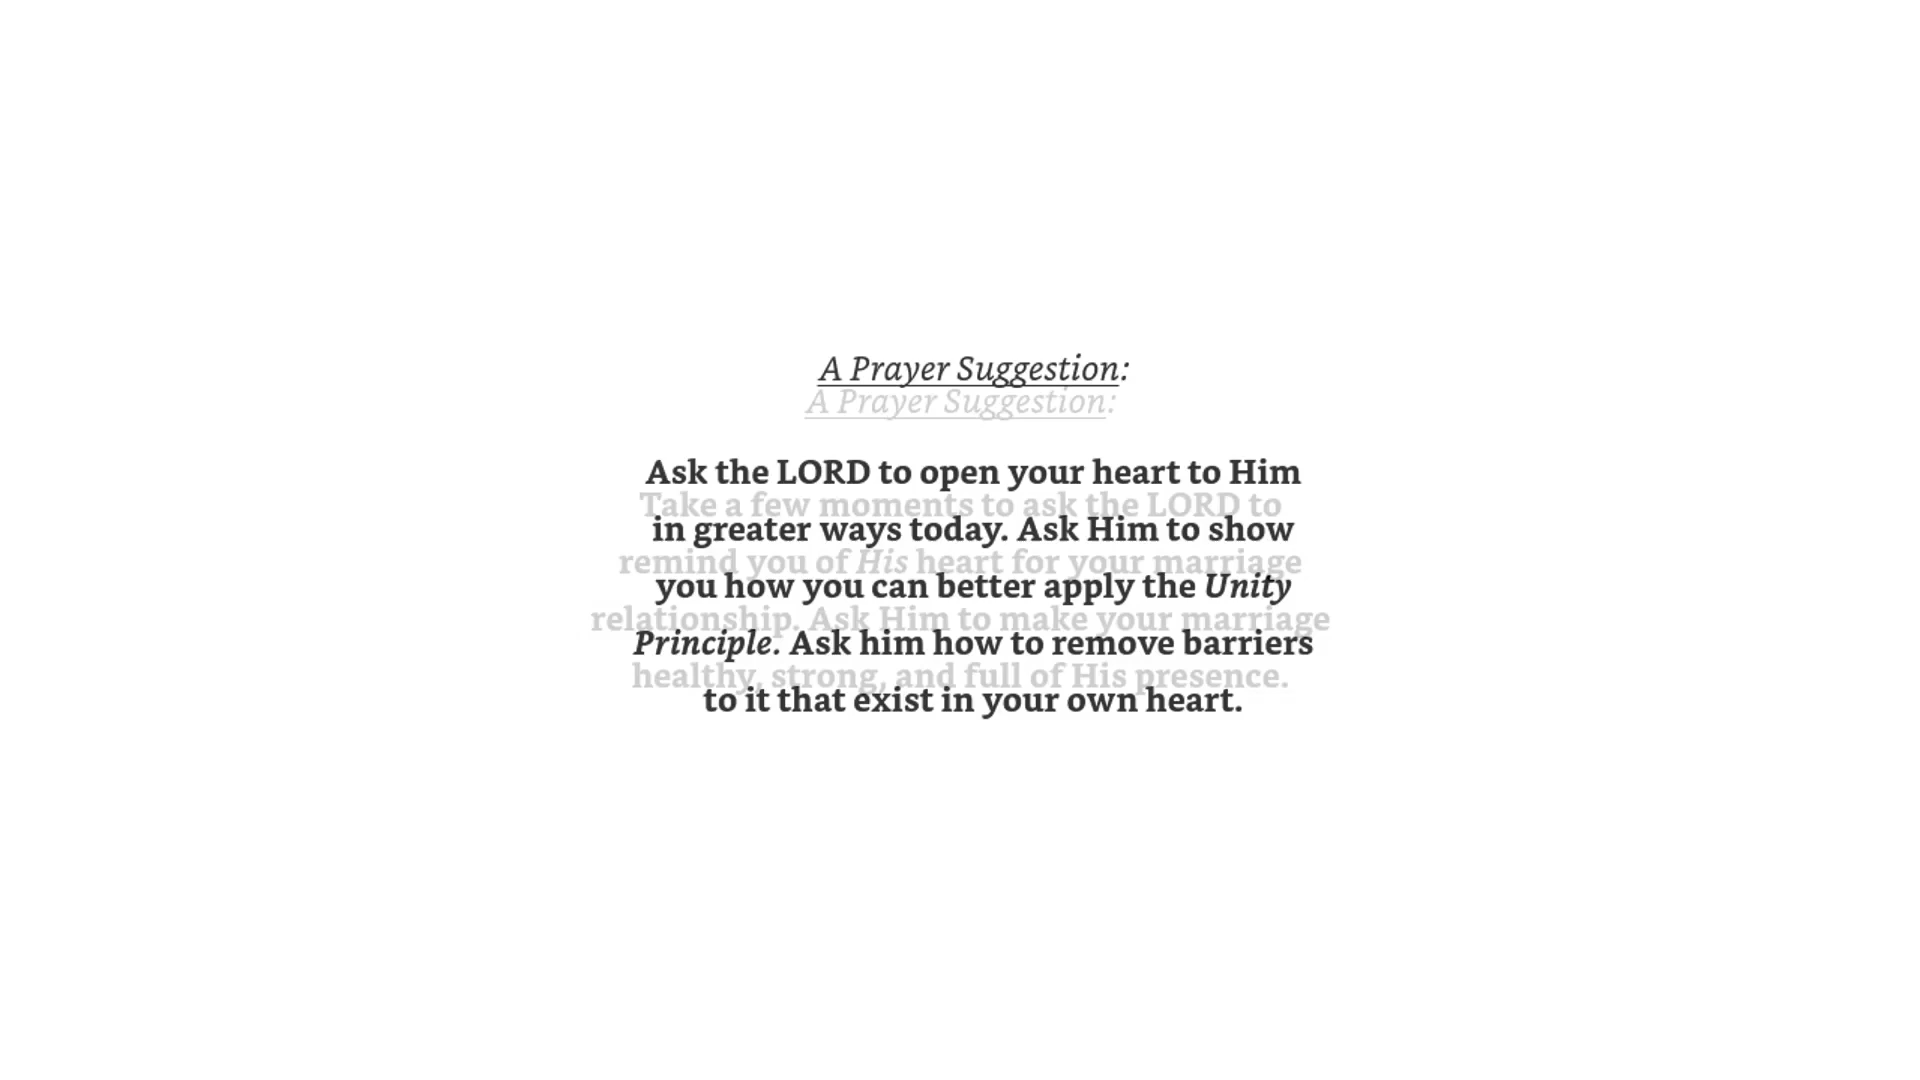 A Prayer Suggestion:
Ask the LORD to open your heart to Him
in greater ways today. Ask Him to show
you how you can better apply the Unity
Principle. Ask him how to remove barriers
to it that exist in your own heart.
A Prayer Suggestion:
Take a few moments to ask the LORD to
remind you of His heart for your marriage
relationship. Ask Him to make your marriage
healthy, strong, and full of His presence.